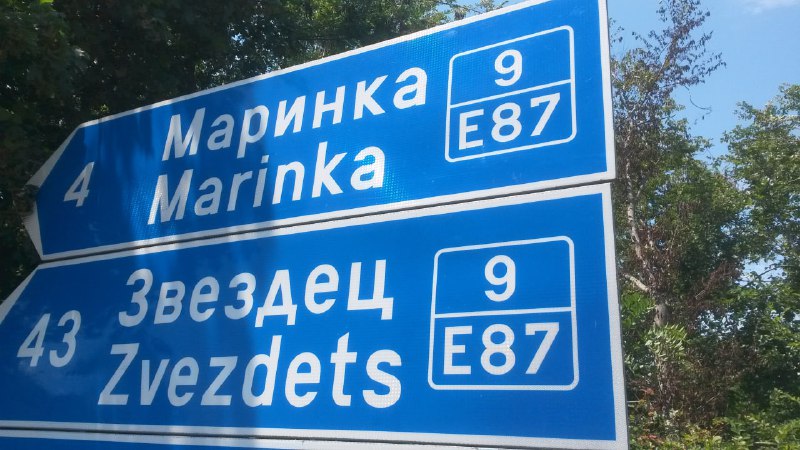 4
Маринка
Marinka
9
E87
43
Звездец
Zvezdets
9
E87